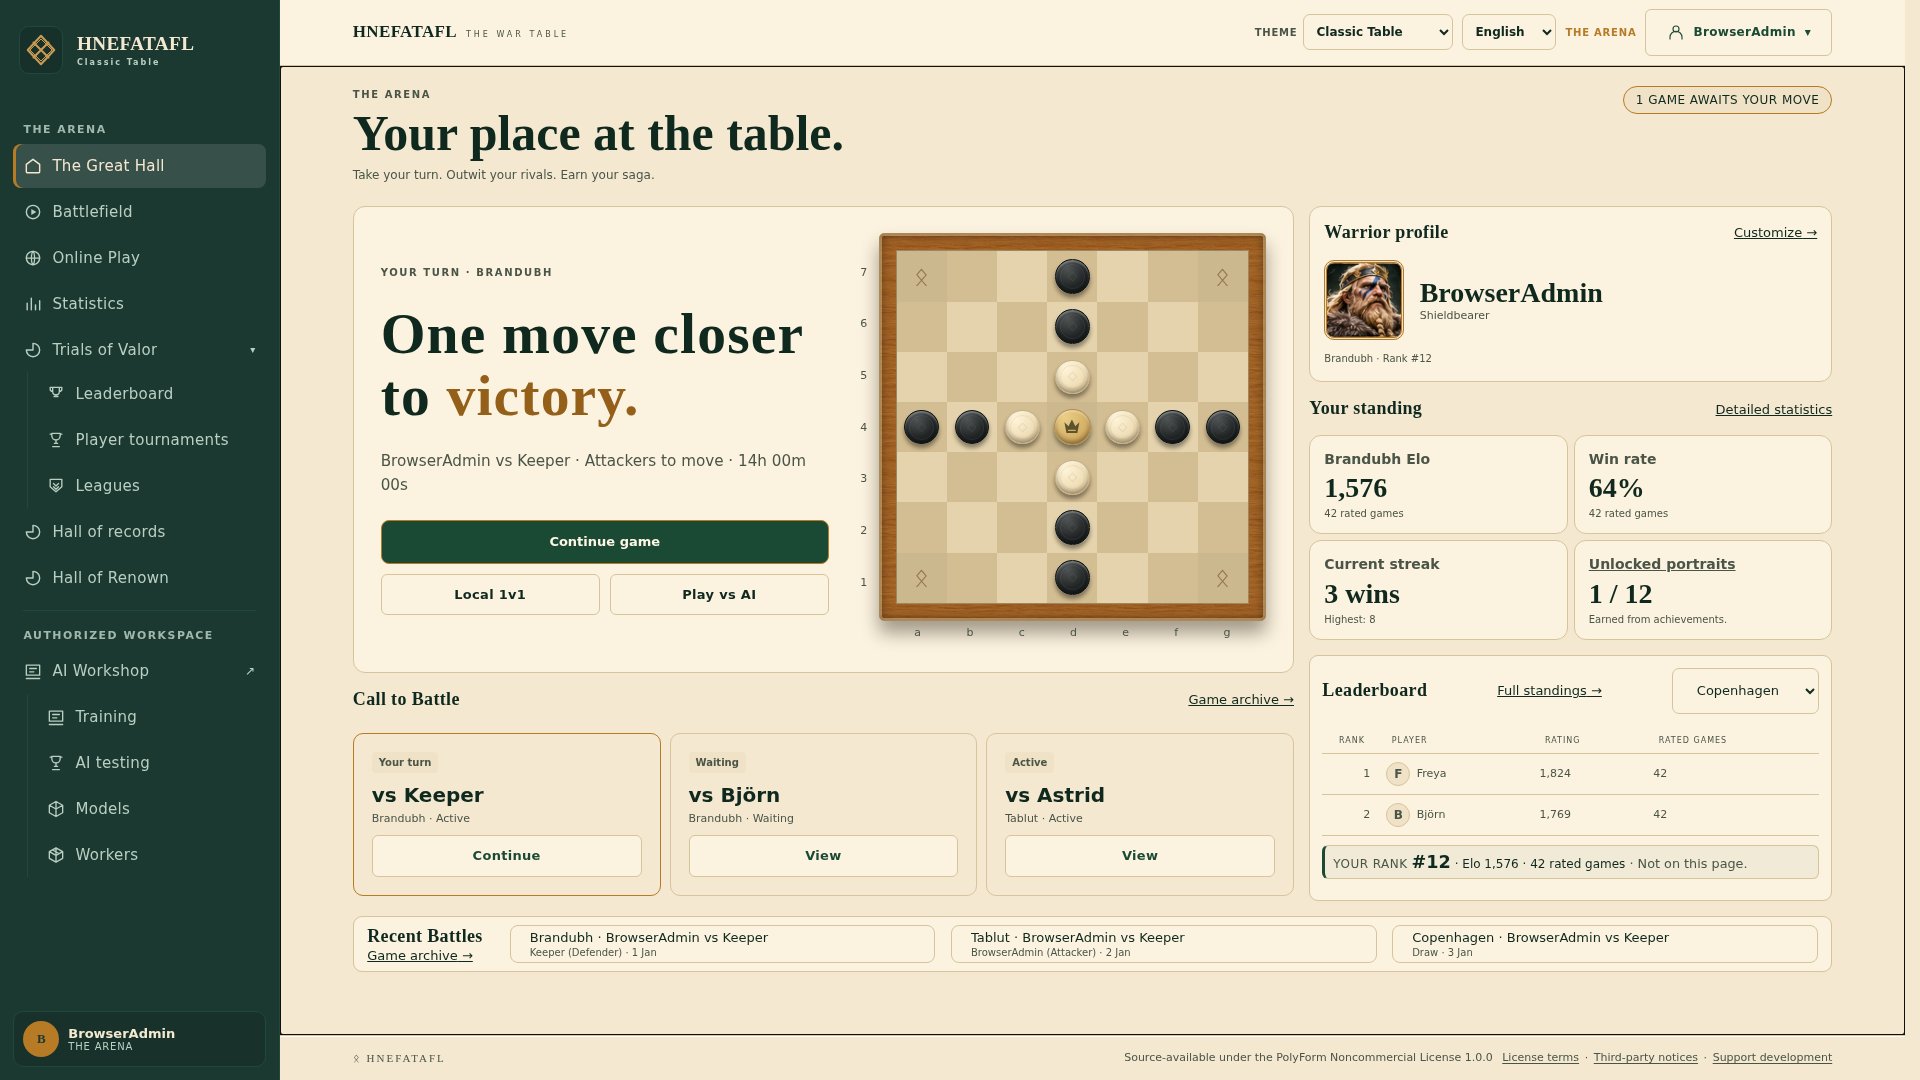 HNEFATAFL
Classic Table
THE ARENA
The Great Hall
Battlefield
Online Play
Statistics
Trials of Valor ▾
Leaderboard
Player tournaments
Leagues
Hall of records
Hall of Renown
AUTHORIZED WORKSPACE
AI Workshop ↗
Training
AI testing
Models
Workers
B
BrowserAdmin
THE ARENA
HNEFATAFL THE WAR TABLE
THEME Classic Table English THE ARENA BrowserAdmin ▾
THE ARENA
Your place at the table.
Take your turn. Outwit your rivals. Earn your saga.
1 GAME AWAITS YOUR MOVE
YOUR TURN · BRANDUBH
One move closer
to victory.
BrowserAdmin vs Keeper · Attackers to move · 14h 00m
00s
Continue game
Local 1v1 Play vs AI
7
6
5
4
3
2
1
a b c d e f g
Warrior profile Customize →
BrowserAdmin
Shieldbearer
Brandubh · Rank #12
Your standing Detailed statistics
Brandubh Elo
1,576
42 rated games
Win rate
64%
42 rated games
Current streak
3 wins
Highest: 8
Unlocked portraits
1 / 12
Earned from achievements.
Call to Battle Game archive →
Your turn
vs Keeper
Brandubh · Active
Continue
Waiting
vs Björn
Brandubh · Waiting
View
Active
vs Astrid
Tablut · Active
View
Leaderboard Full standings → Copenhagen
RANK PLAYER RATING RATED GAMES
1 F Freya 1,824 42
2 B Björn 1,769 42
YOUR RANK #12 · Elo 1,576 · 42 rated games · Not on this page.
Recent Battles
Game archive →
Brandubh · BrowserAdmin vs Keeper
Keeper (Defender) · 1 Jan
Tablut · BrowserAdmin vs Keeper
BrowserAdmin (Attacker) · 2 Jan
Copenhagen · BrowserAdmin vs Keeper
Draw · 3 Jan
ᛟ HNEFATAFL
Source-available under the PolyForm Noncommercial License 1.0.0 License terms · Third-party notices · Support development